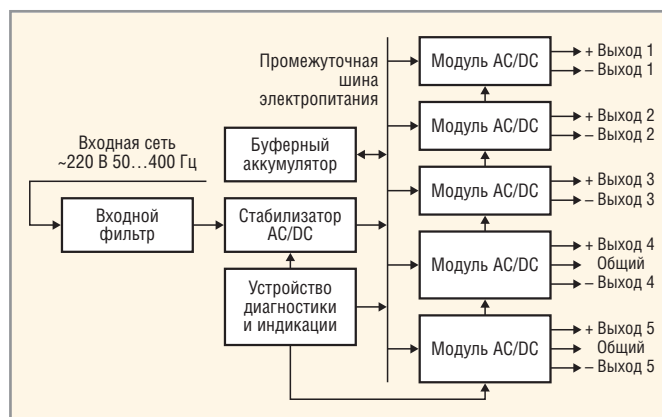 Промежуточная
шина
электропитания
Входная сеть
~220 В 50...400 Гц
Входной
фильтр
Буферный
аккумулятор
Стабилизатор
AC/DC
Устройство
диагностики
и индикации
Модуль AC/DC
+ Выход 1
– Выход 1
Модуль AC/DC
+ Выход 2
– Выход 2
Модуль AC/DC
+ Выход 3
– Выход 3
Модуль AC/DC
+ Выход 4
Общий
– Выход 4
Модуль AC/DC
+ Выход 5
Общий
– Выход 5